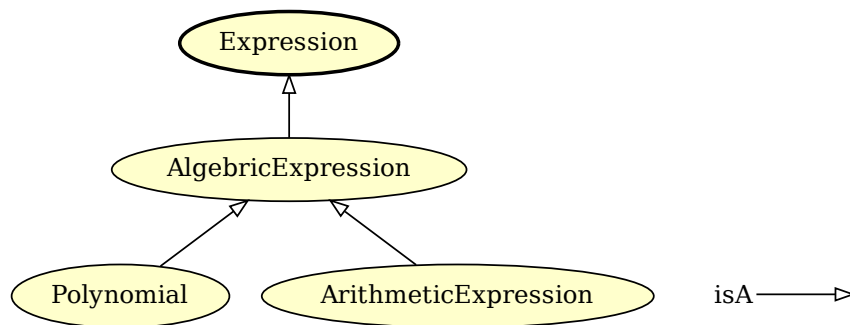 Expression
AlgebricExpression
Polynomial
ArithmeticExpression
isA